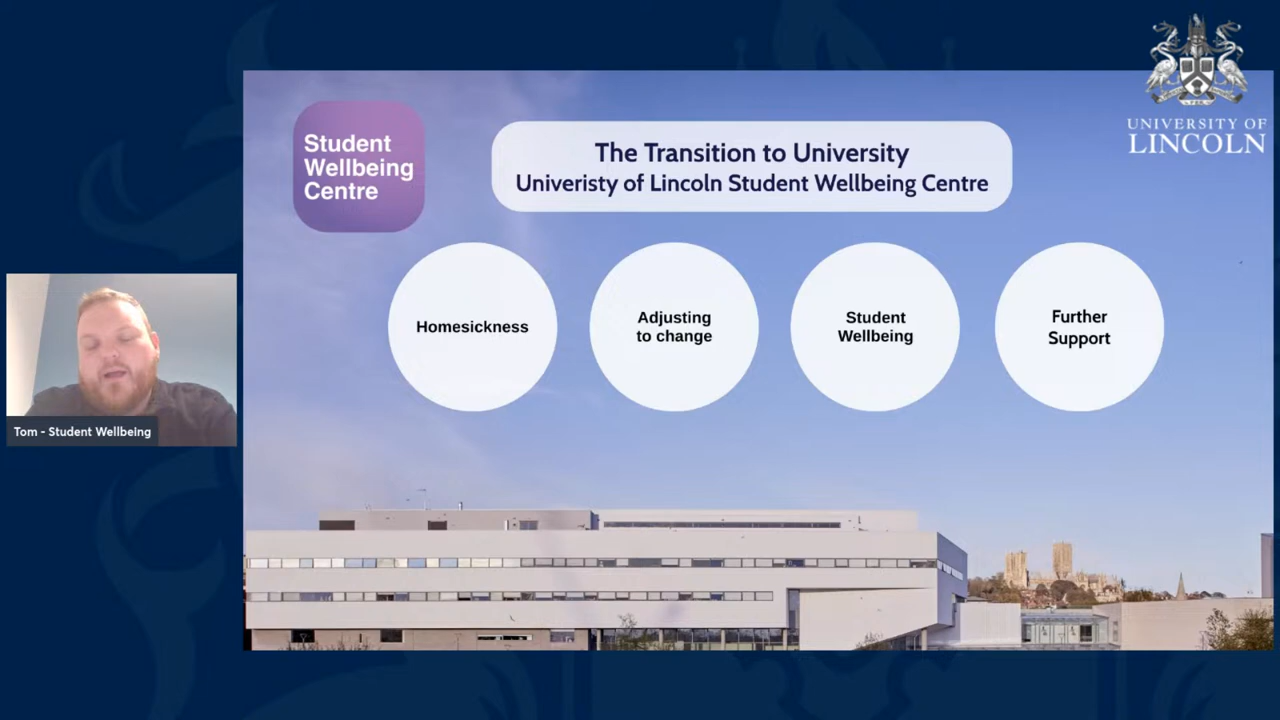 UNIVERSITY OF
LINCOLN
Student
Wellbeing
Centre
The Transition to University
Univeristy of Lincoln Student Wellbeing Centre
Homesickness
Adjusting
to change
Student
Wellbeing
Further
Support
Tom - Student Wellbeing